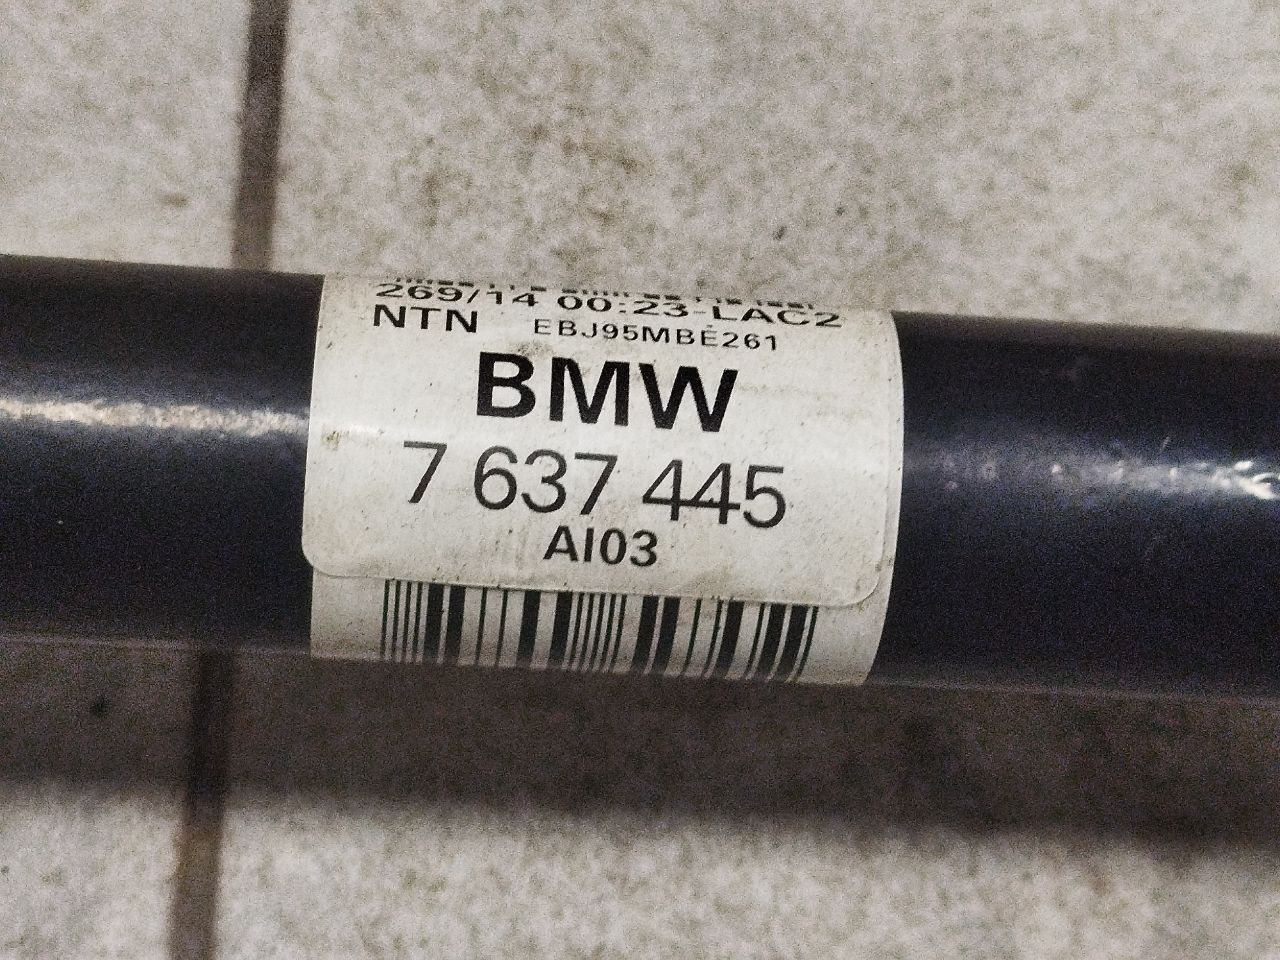 269/14 00:23-LAC2
NTN EBJ95MBE261
BMW
7 637 445
AI03